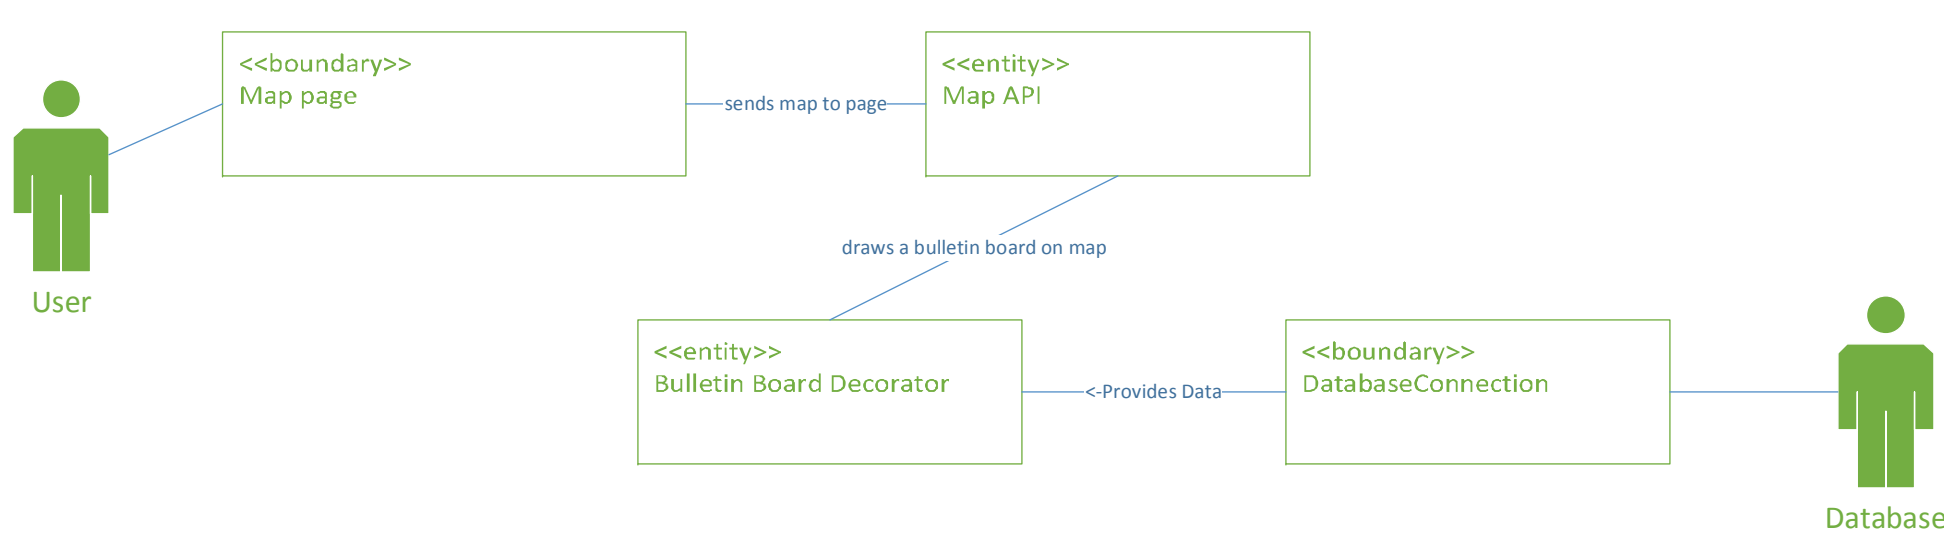 <<boundary>>
Map page
sends map to page
<<entity>>
Map API
User
draws a bulletin board on map
<<entity>>
Bulletin Board Decorator
<-Provides Data
<<boundary>>
DatabaseConnection
Database